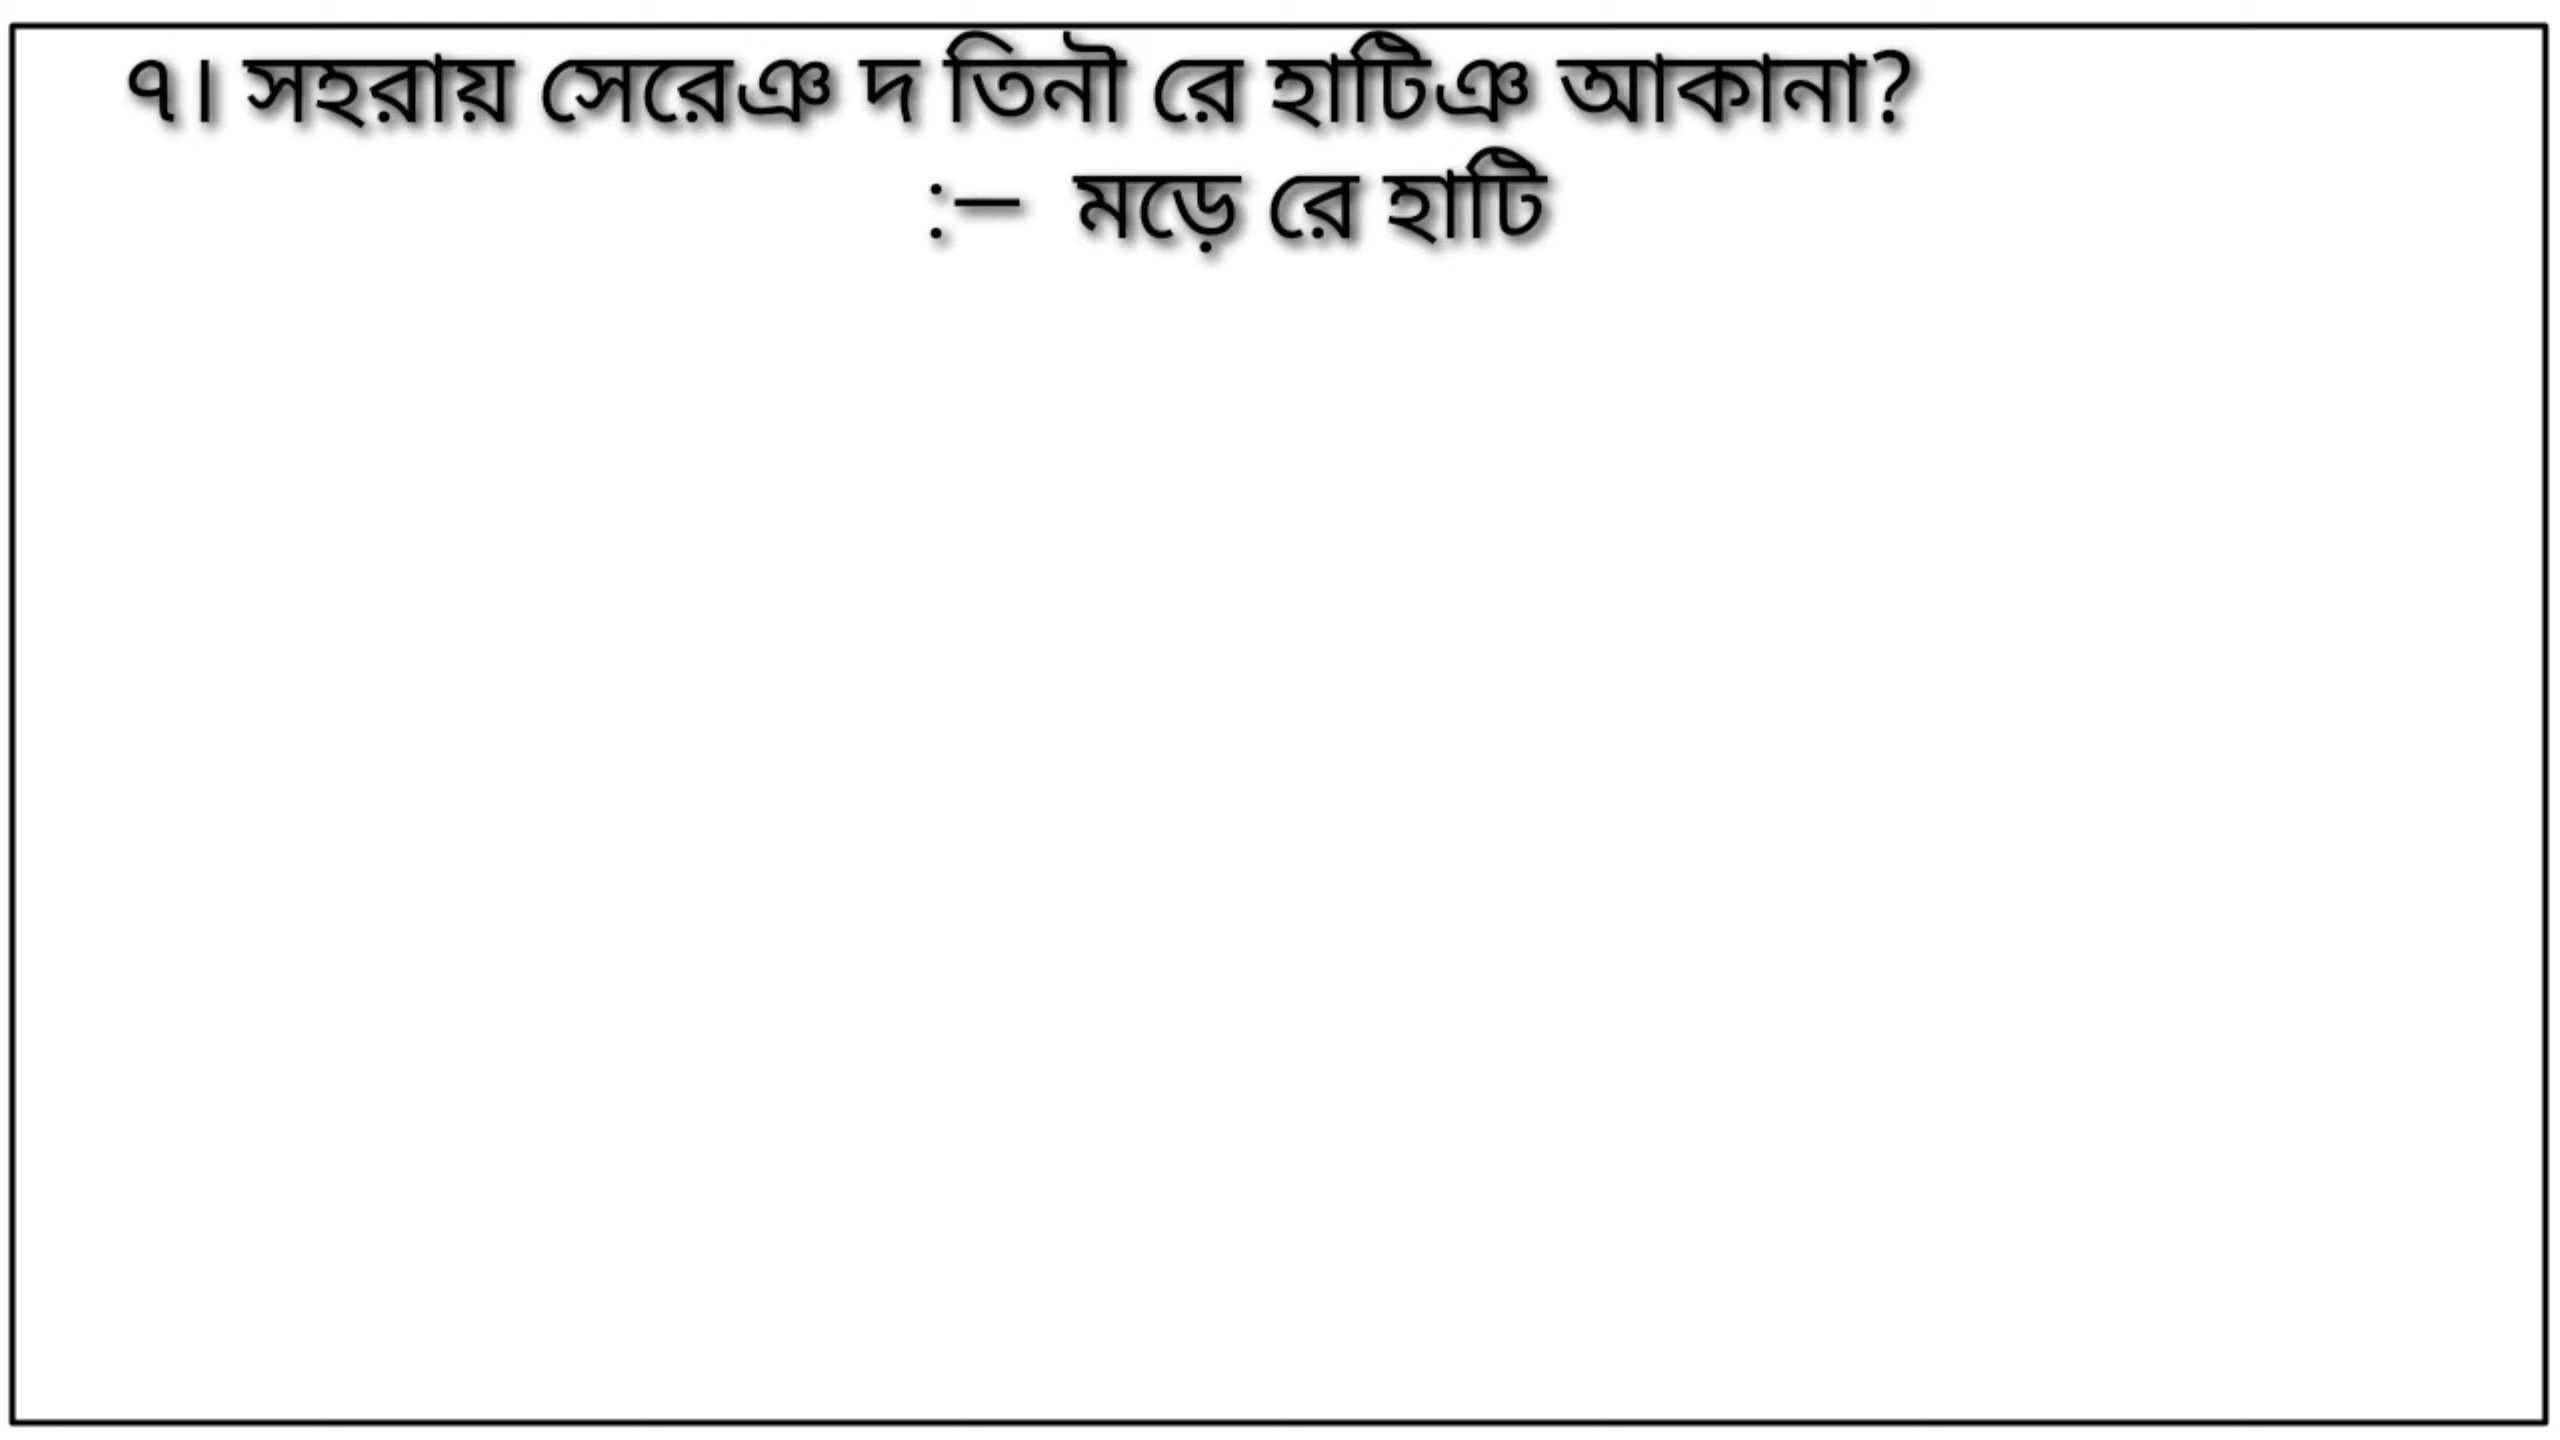 ৭। সহরায় সেরেঞ দ তিনৗ রে হাটিঞ আকানা?
:– মড়ে রে হাটি